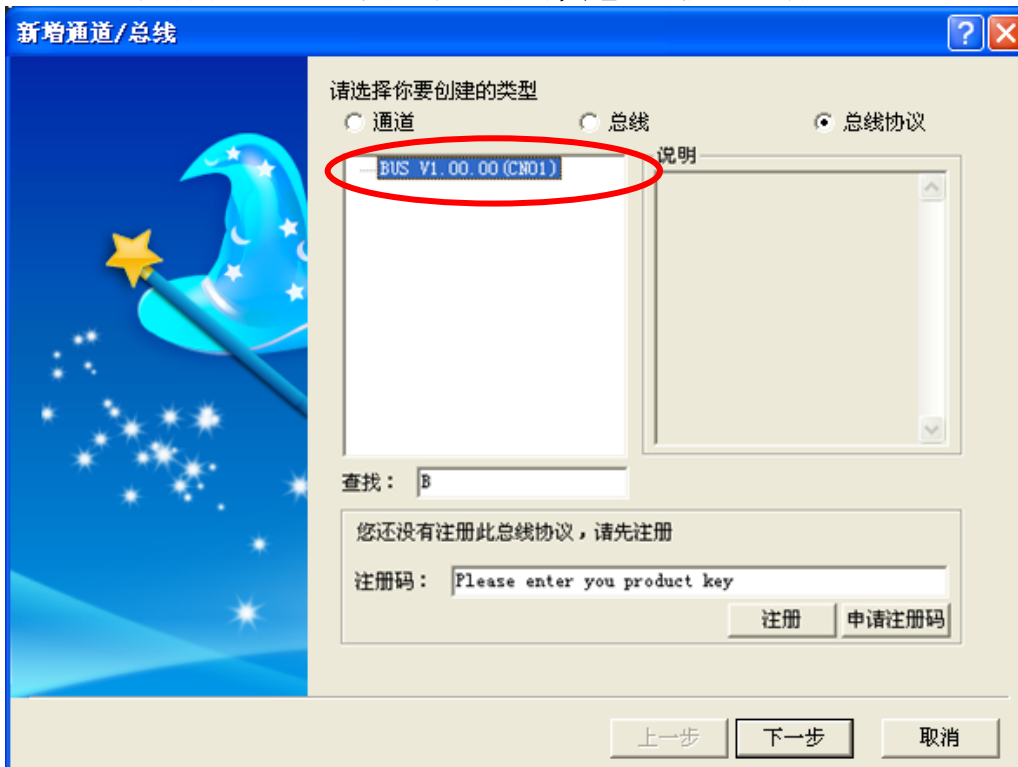 新增通道/总线
请选择你要创建的类型
通道 总线 总线协议
BUS V1.00.00(CN01)
说明
查找： B
您还没有注册此总线协议，请先注册
注册码： Please enter you product key
注册 申请注册码
上一步 下一步 取消